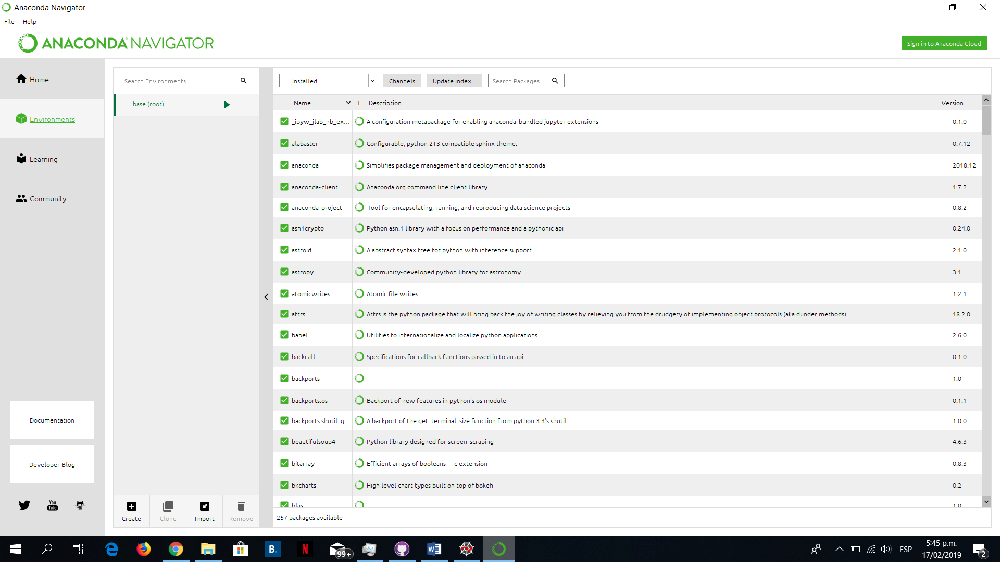 Anaconda Navigator
File Help
ANACONDA NAVIGATOR
Sign in to Anaconda Cloud
Home
Environments
Learning
Community
Documentation
Developer Blog
You Tube
Search Environments
base (root)
Create Clone Import Remove
Installed Channels Update index... Search Packages
Name T Description Version
_ipyw_jlab_nb_ex... A configuration metapackage for enabling anaconda-bundled jupyter extensions 0.1.0
alabaster Configurable, python 2+3 compatible sphinx theme. 0.7.12
anaconda Simplifies package management and deployment of anaconda 2018.12
anaconda-client Anaconda.org command line client library 1.7.2
anaconda-project Tool for encapsulating, running, and reproducing data science projects 0.8.2
asn1crypto Python asn.1 library with a focus on performance and a pythonic api 0.24.0
astroid A abstract syntax tree for python with inference support. 2.1.0
astropy Community-developed python library for astronomy 3.1
atomicwrites Atomic file writes. 1.2.1
attrs Attrs is the python package that will bring back the joy of writing classes by relieving you from the drudgery of implementing object protocols (aka dunder methods). 18.2.0
babel Utilities to internationalize and localize python applications 2.6.0
backcall Specifications for callback functions passed in to an api 0.1.0
backports 1.0
backports.os Backport of new features in python's os module 0.1.1
backports.shutil_g... A backport of the get_terminal_size function from python 3.3's shutil. 1.0.0
beautifulsoup4 Python library designed for screen-scraping 4.6.3
bitarray Efficient arrays of booleans -- c extension 0.8.3
bkcharts High level chart types built on top of bokeh 0.2
blas 1.0
257 packages available
B. N 99+ W ESP 5:45 p.m.
17/02/2019 2